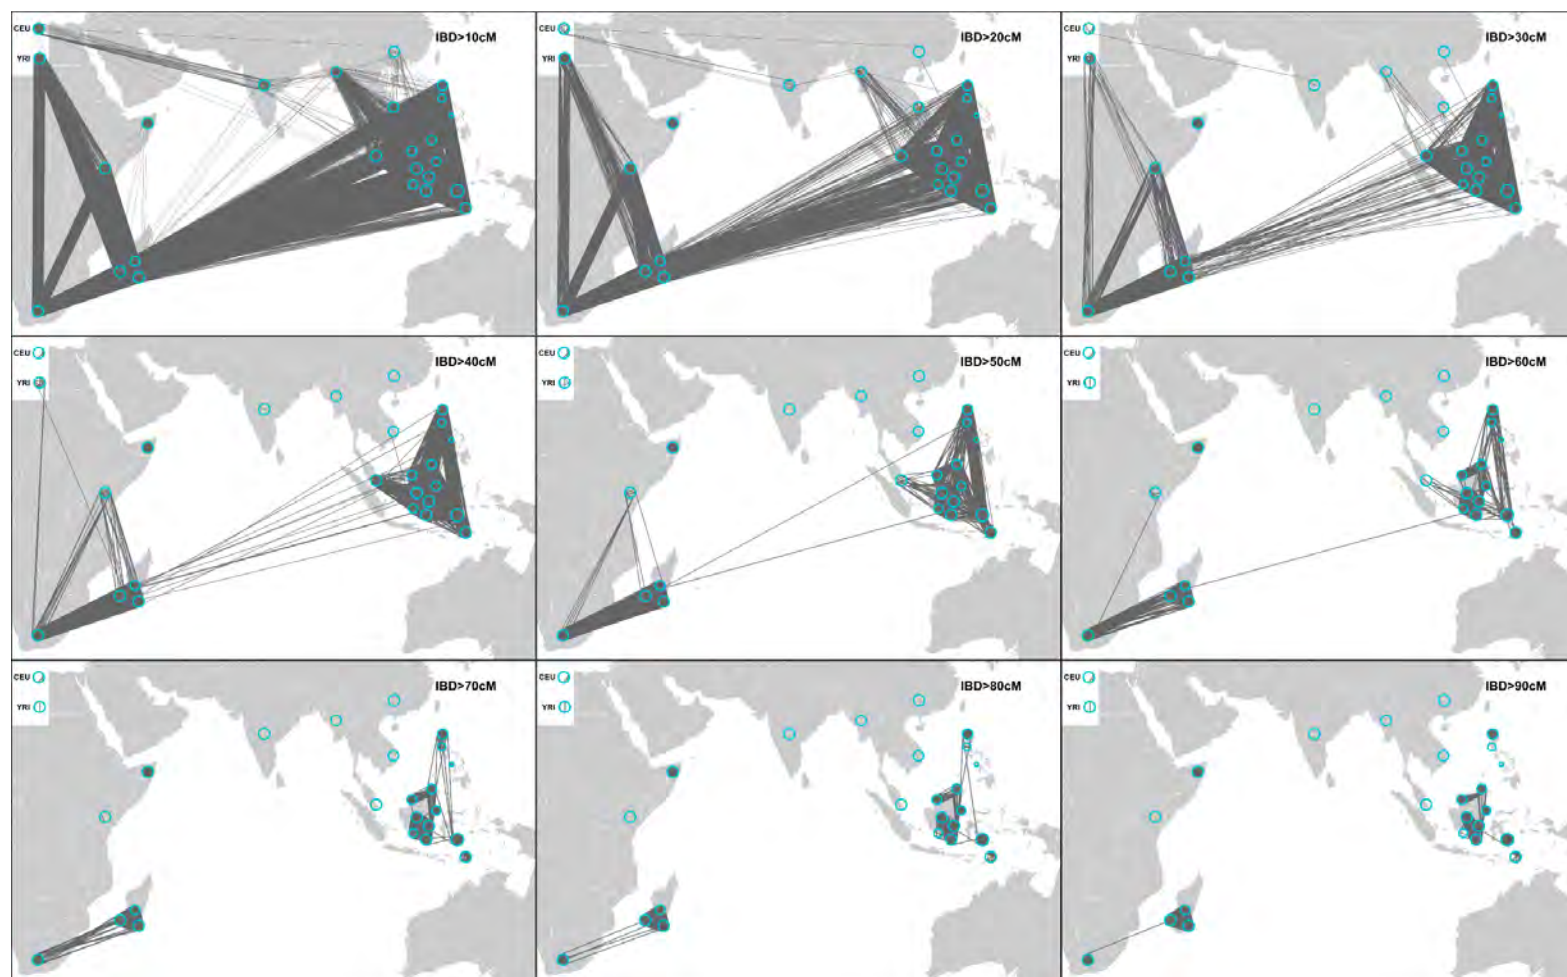 CEU
IBD>10cM
YRI
CEU
IBD>20cM
YRI
CEU
IBD>30cM
YRI
CEU
IBD>40cM
YRI
CEU
IBD>50cM
YRI
CEU
IBD>60cM
YRI
CEU
IBD>70cM
YRI
CEU
IBD>80cM
YRI
CEU
IBD>90cM
YRI